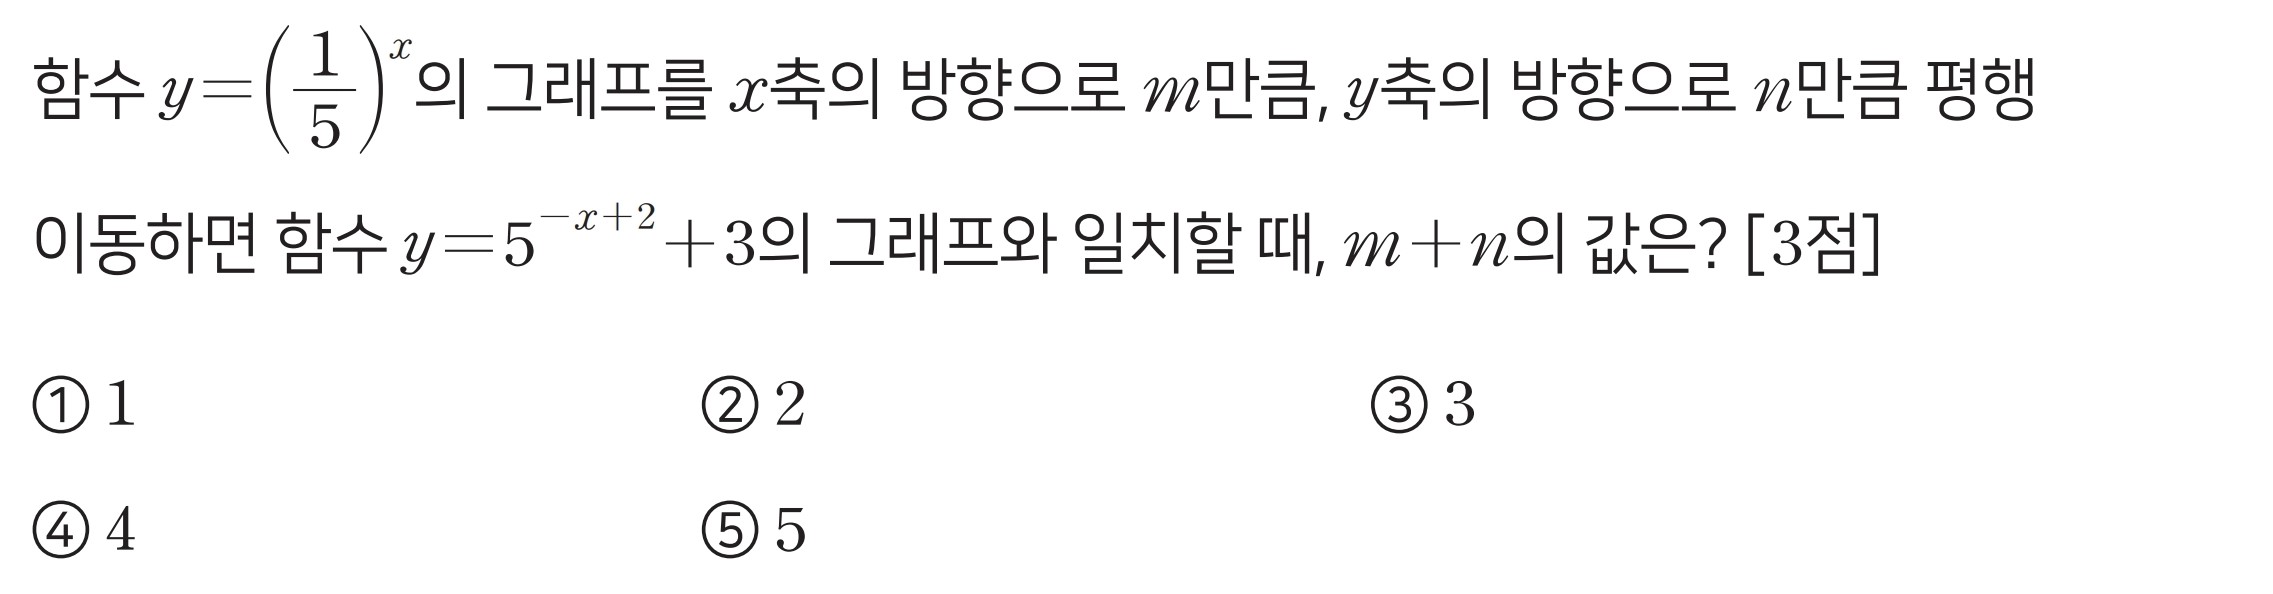 함수 $y=\left(\frac{1}{5}\right)^x$의 그래프를 $x$축의 방향으로 $m$만큼, $y$축의 방향으로 $n$만큼 평행
이동하면 함수 $y=5^{-x+2}+3$의 그래프와 일치할 때, $m+n$의 값은? [3점]
① 1 ② 2 ③ 3
④ 4 ⑤ 5